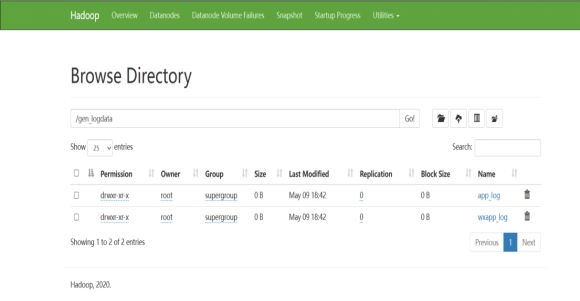 Hadoop Overview Datanodes Datanode Volume Failures Snapshot Startup Progress Utilities
Browse Directory
/gen_logdata Go!
Show 25 entries Search:
Permission Owner Group Size Last Modified Replication Block Size Name
drwxr-xr-x root supergroup 0 B May 09 18:42 0 0 B app_log
drwxr-xr-x root supergroup 0 B May 09 18:42 0 0 B wxapp_log
Showing 1 to 2 of 2 entries Previous 1 Next
Hadoop, 2020.